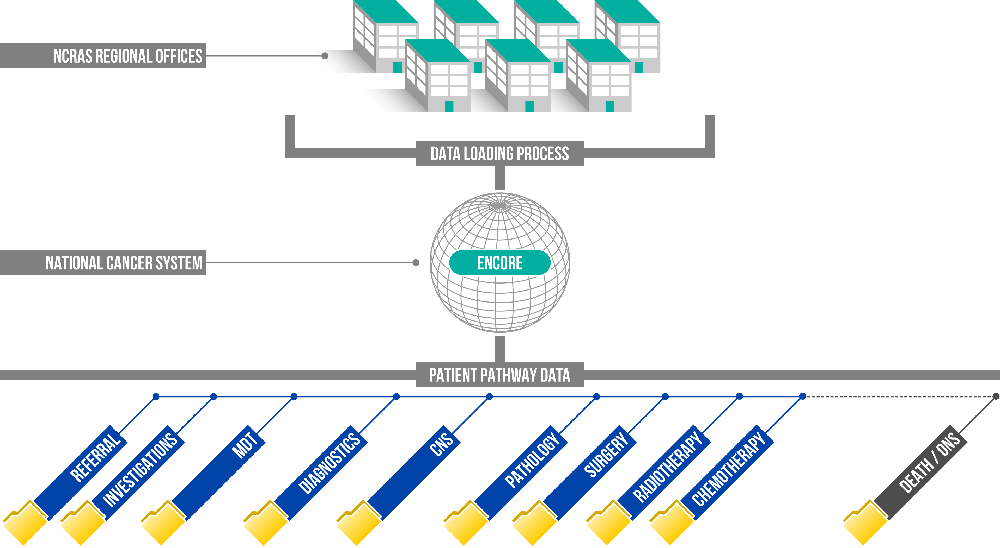 NCRAS REGIONAL OFFICES
DATA LOADING PROCESS
NATIONAL CANCER SYSTEM
ENCORE
PATIENT PATHWAY DATA
REFERRAL
INVESTIGATIONS
MDT
DIAGNOSTICS
CNS
PATHOLOGY
SURGERY
RADIOTHERAPY
CHEMOTHERAPY
DEATH / ONS